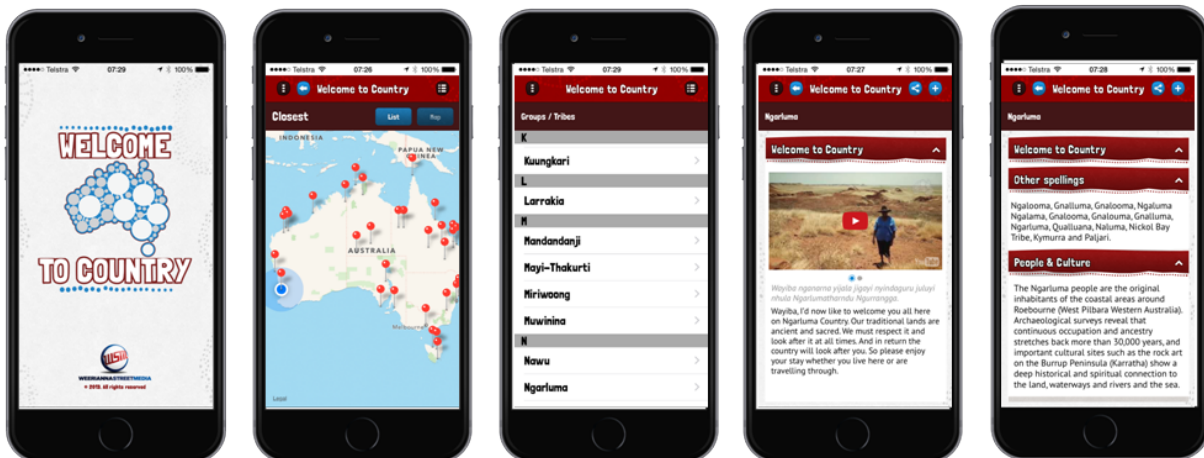 Telstra 07:29 100%
WELCOME
TO COUNTRY
WSM
WEERIANNASTREETMEDIA
© 2015. All rights reserved
Telstra 07:26 100%
Welcome to Country
Closest List Map
INDONESIA
PAPUA NEW
GUINEA
AUSTRALIA
Melbourne
Legal
Telstra 07:29 100%
Welcome to Country
Groups / Tribes
K
Kuungkari
L
Larrakia
M
Mandandanji
Mayi-Thakurti
Miriwoong
Muwinina
N
Nawu
Ngarluma
Telstra 07:27 100%
Welcome to Country
Ngarluma
Welcome to Country
Wayiba nganarna yijala jigayi nyindaguru juluyi
nhula Ngarlumatharndu Ngurrangga.
Wayiba, I'd now like to welcome you all here
on Ngarluma Country. Our traditional lands are
ancient and sacred. We must respect it and
look after it at all times. And in return the
country will look after you. So please enjoy
your stay whether you live here or are
travelling through.
Telstra 07:28 100%
Welcome to Country
Ngarluma
Welcome to Country
Other spellings
Ngalooma, Gnalluma, Gnalooma, Ngaluma
Ngalama, Gnalooma, Gnalouma, Gnalluma,
Ngarluma, Qualluana, Naluma, Nickol Bay
Tribe, Kymurra and Paljari.
People & Culture
The Ngarluma people are the original
inhabitants of the coastal areas around
Roebourne (West Pilbara Western Australia).
Archaeological surveys reveal that
continuous occupation and ancestry
stretches back more than 30,000 years, and
important cultural sites such as the rock art
on the Burrup Peninsula (Karratha) show a
deep historical and spiritual connection to
the land, waterways and rivers and the sea.